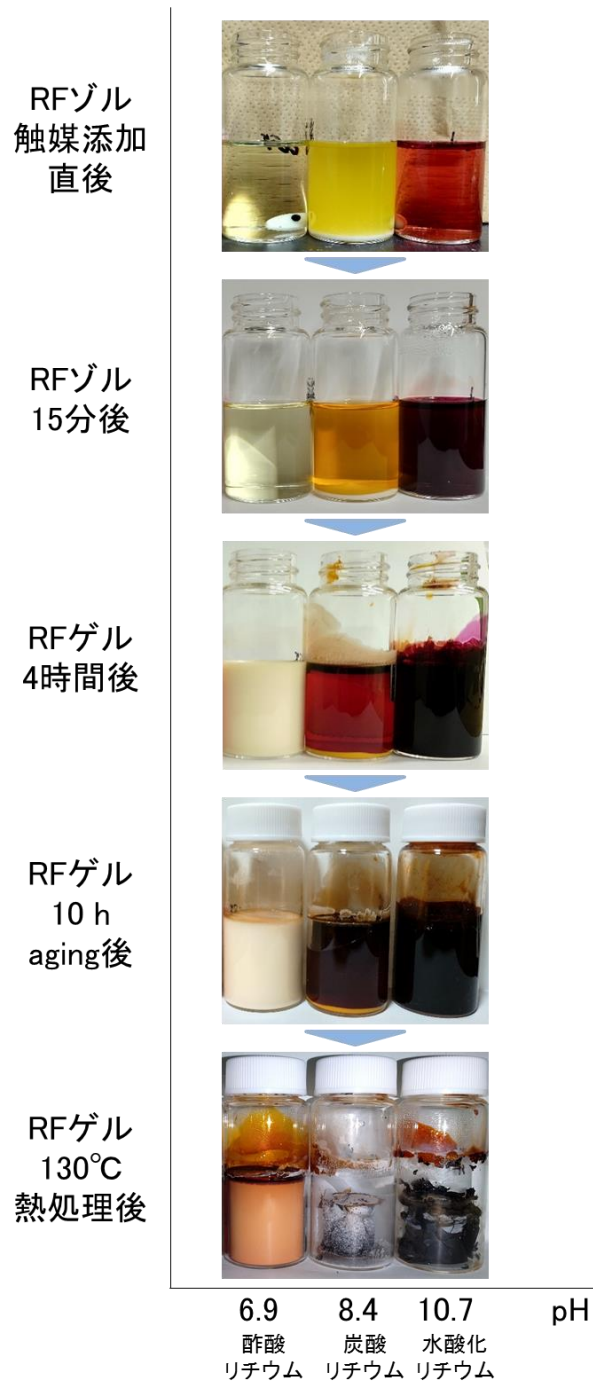 RFゾル
触媒添加
直後
RFゾル
15分後
RFゲル
4時間後
RFゲル
10 h
aging後
RFゲル
130℃
熱処理後
6.9
8.4
10.7
pH
酢酸
リチウム
炭酸
リチウム
水酸化
リチウム